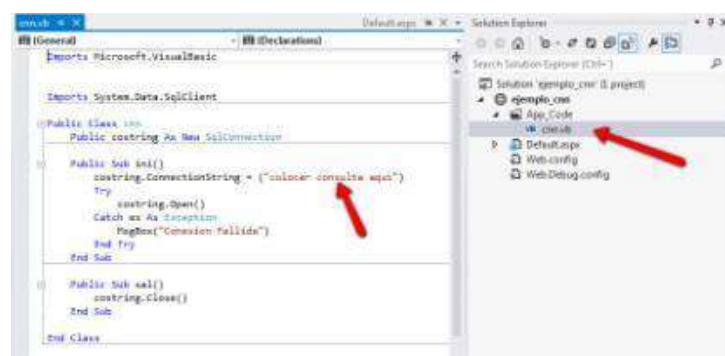 cnn.vb
Default.aspx
Solution Explorer
(General)
(Declarations)
Search Solution Explorer (Ctrl+')
Imports Microsoft.VisualBasic
Imports System.Data.SqlClient
Public Class cnn
Public costring As New SqlConnection
Public Sub ini()
costring.ConnectionString = ("colocar consulta aqui")
Try
costring.Open()
Catch ex As Exception
MsgBox("Conexion Fallida")
End Try
End Sub
Public Sub sal()
costring.Close()
End Sub
End Class
Solution 'ejemplo_cnn' (1 project)
ejemplo_cnn
App_Code
cnn.vb
Default.aspx
Web.config
Web.Debug.config